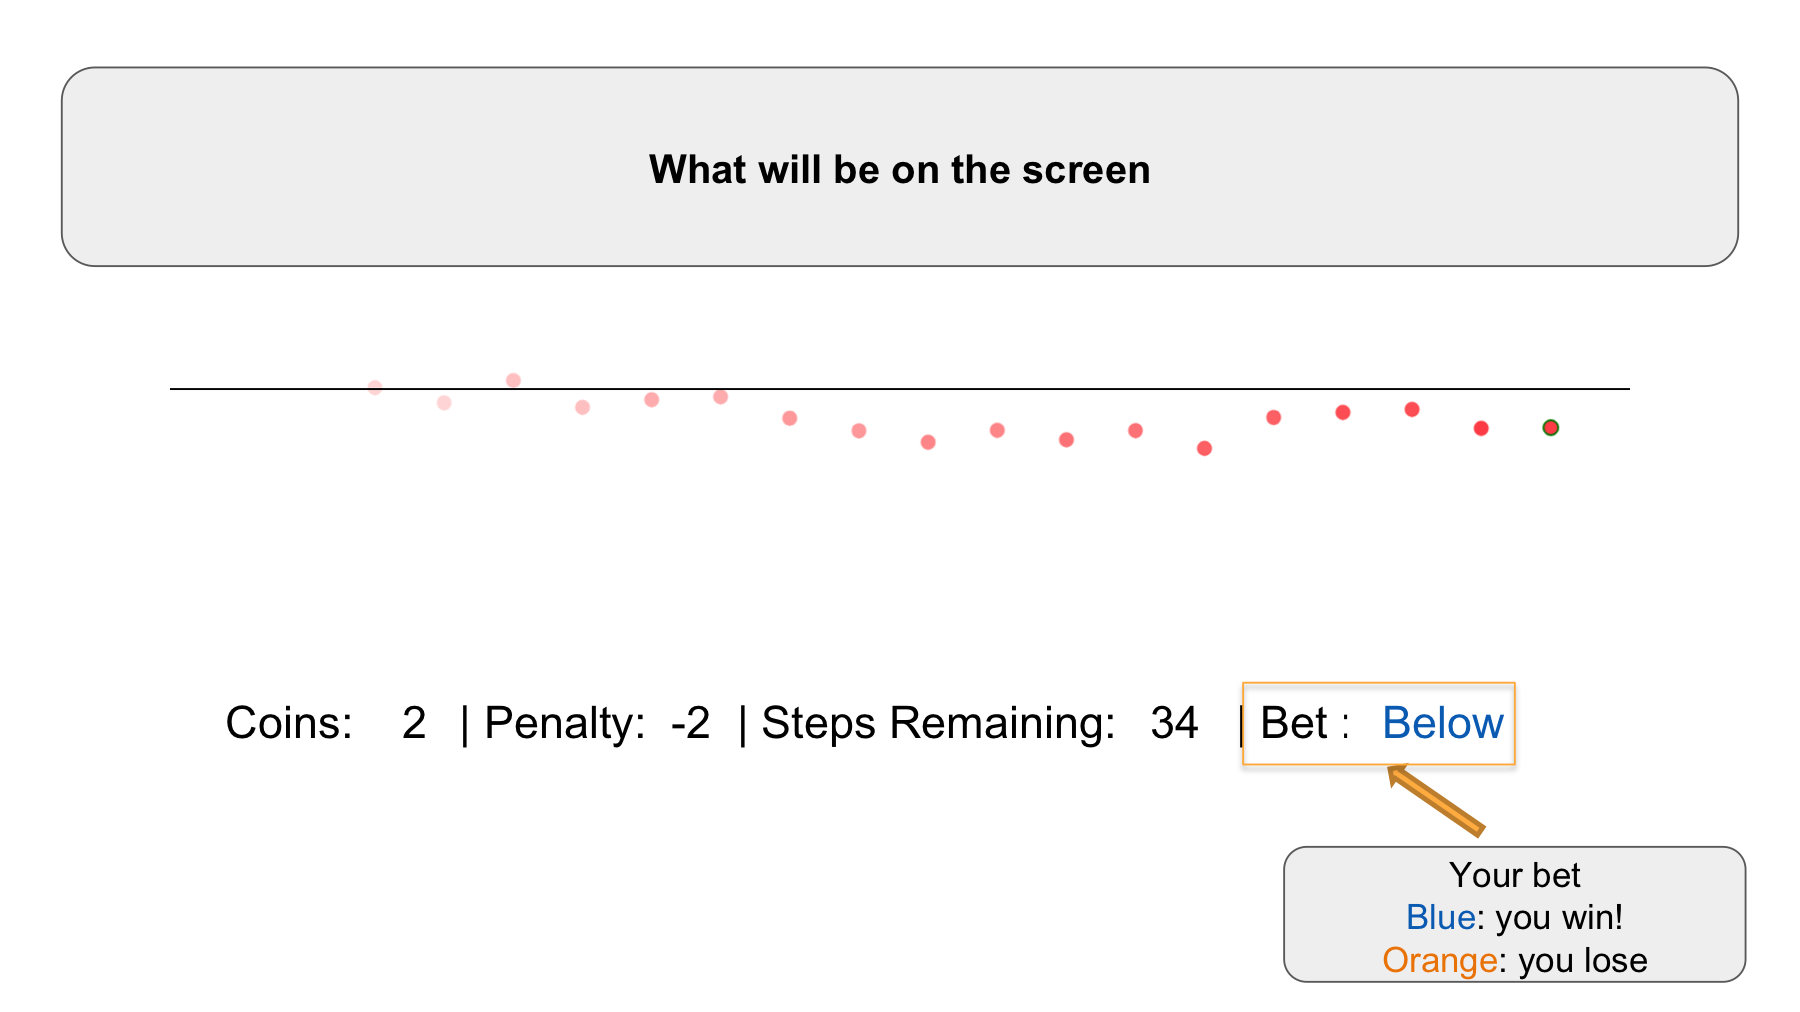 What will be on the screen
Coins: 2 | Penalty: -2 | Steps Remaining: 34 | Bet : Below
Your bet
Blue: you win!
Orange: you lose